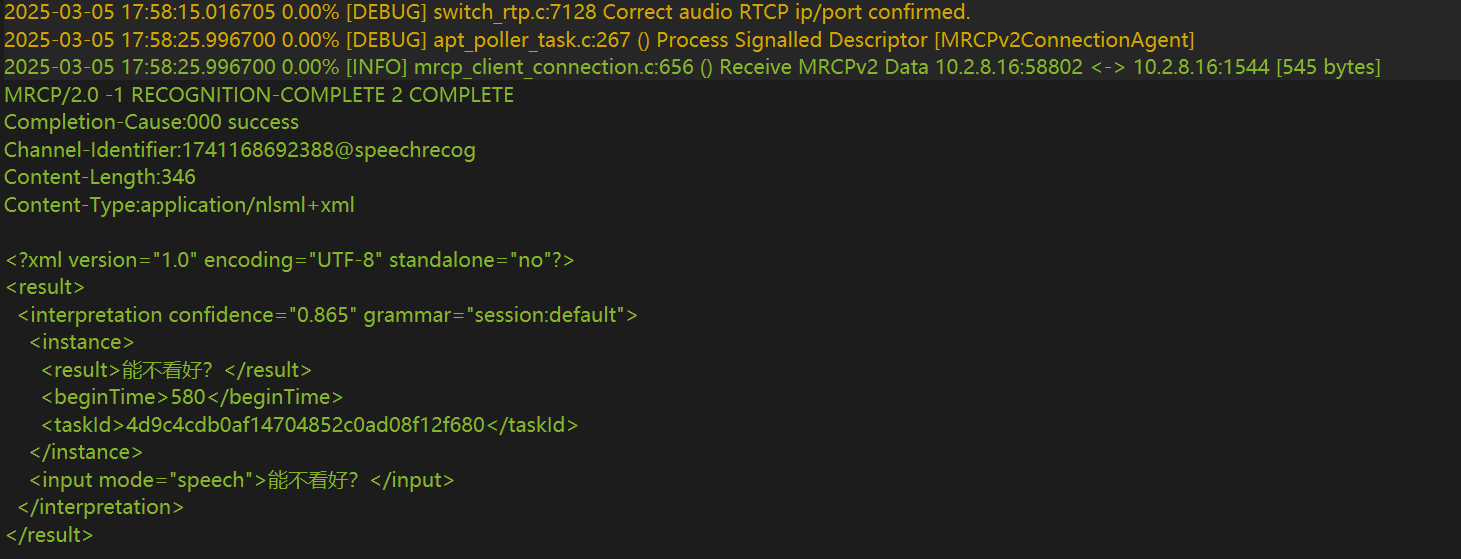 2025-03-05 17:58:15.016705 0.00% [DEBUG] switch_rtp.c:7128 Correct audio RTCP ip/port confirmed.
2025-03-05 17:58:25.996700 0.00% [DEBUG] apt_poller_task.c:267 () Process Signalled Descriptor [MRCPv2ConnectionAgent]
2025-03-05 17:58:25.996700 0.00% [INFO] mrcp_client_connection.c:656 () Receive MRCPv2 Data 10.2.8.16:58802 <-> 10.2.8.16:1544 [545 bytes]
MRCP/2.0 -1 RECOGNITION-COMPLETE 2 COMPLETE
Completion-Cause:000 success
Channel-Identifier:1741168692388@speechrecog
Content-Length:346
Content-Type:application/nlsml+xml

<?xml version="1.0" encoding="UTF-8" standalone="no"?>
<result>
  <interpretation confidence="0.865" grammar="session:default">
    <instance>
      <result>能不看好？</result>
      <beginTime>580</beginTime>
      <taskId>4d9c4cdb0af14704852c0ad08f12f680</taskId>
    </instance>
    <input mode="speech">能不看好？</input>
  </interpretation>
</result>